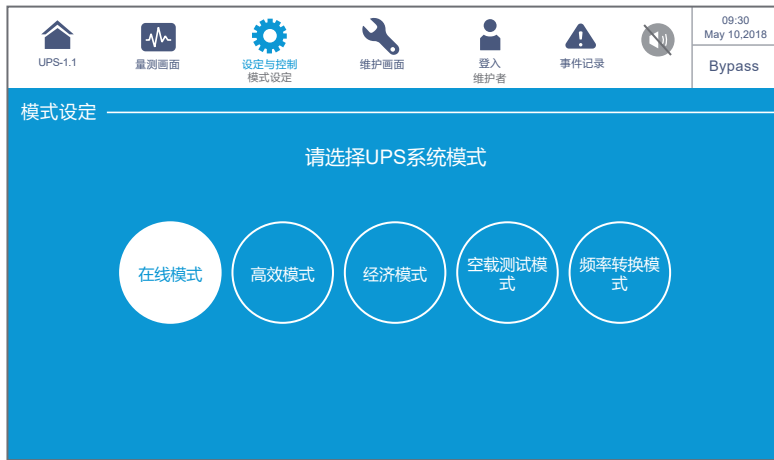 UPS-1.1
量测画面
设定与控制
模式设定
维护画面
登入
维护者
事件记录
09:30
May 10,2018
Bypass
模式设定
请选择UPS系统模式
在线模式
高效模式
经济模式
空载测试模
式
频率转换模
式